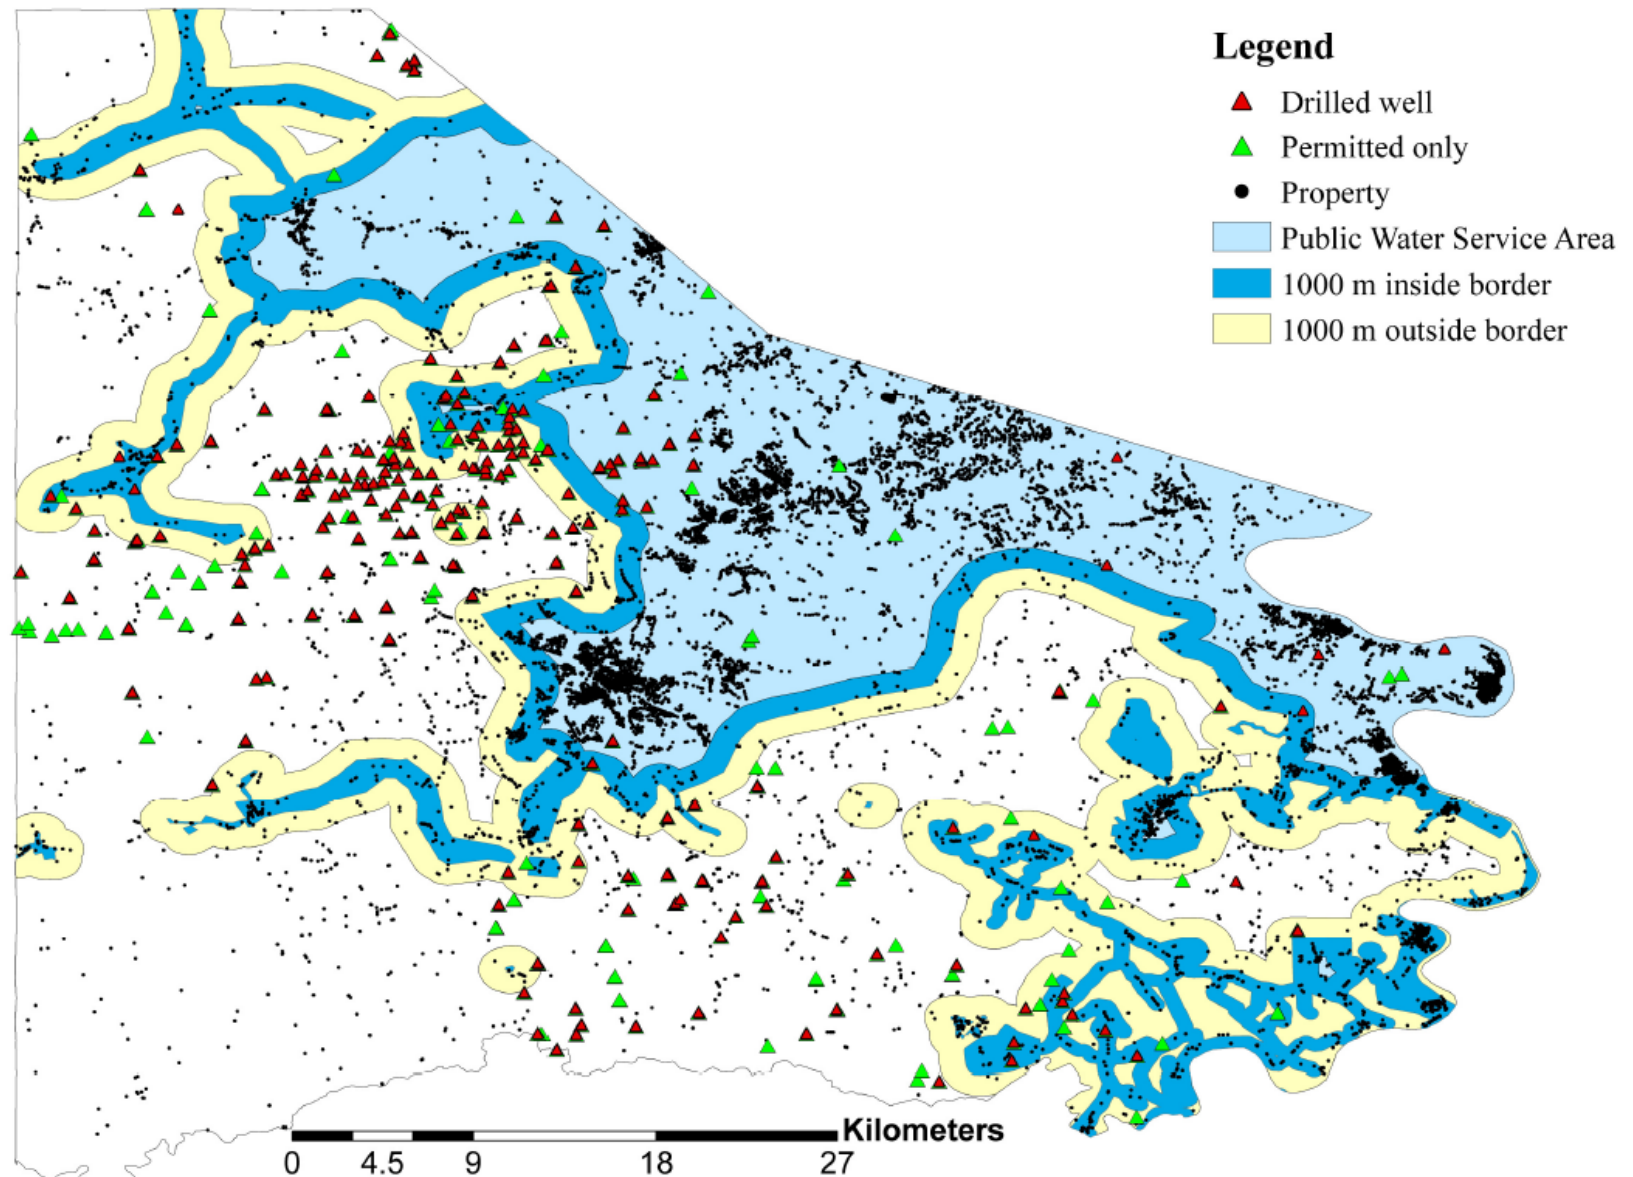 Legend
Drilled well
Permitted only
Property
Public Water Service Area
1000 m inside border
1000 m outside border
Kilometers
0 4.5 9 18 27